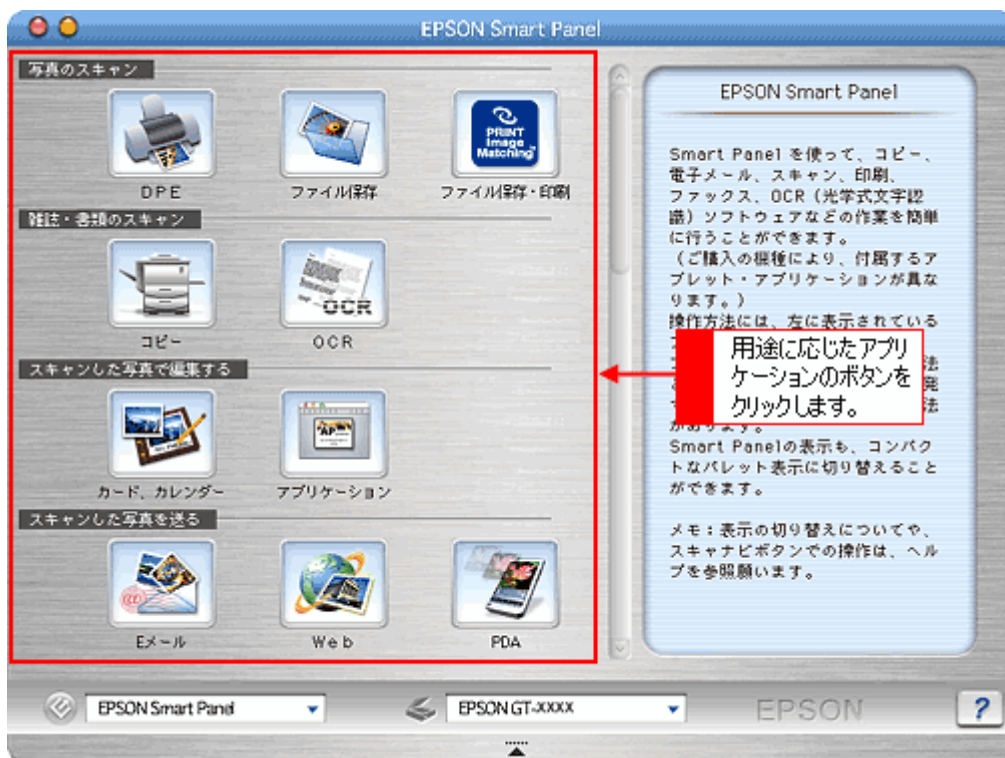 EPSON Smart Panel
写真のスキャン
PRINT
Image
Matching
DPE
ファイル保存
ファイル保存・印刷
雑誌・書類のスキャン
OCR
コピー
OCR
スキャンした写真で編集する
カード、カレンダー
アプリケーション
スキャンした写真を送る
@
Eメール
Web
PDA
EPSON Smart Panel
Smart Panel を使って、コピー、
電子メール、スキャン、印刷、
ファックス、OCR（光学式文字認
識）ソフトウェアなどの作業を簡単
に行うことができます。
（ご購入の機種により、付属するア
プレット・アプリケーションが異な
ります。）
操作方法には、左に表示されている
法
発
法
があります。
用途に応じたアプリ
ケーションのボタンを
クリックします。
Smart Panelの表示も、コンパク
トなパレット表示に切り替えること
ができます。
メモ：表示の切り替えについてや、
スキャナビボタンでの操作は、ヘル
プを参照願います。
EPSON Smart Panel
EPSON GT-XXXX
EPSON
?